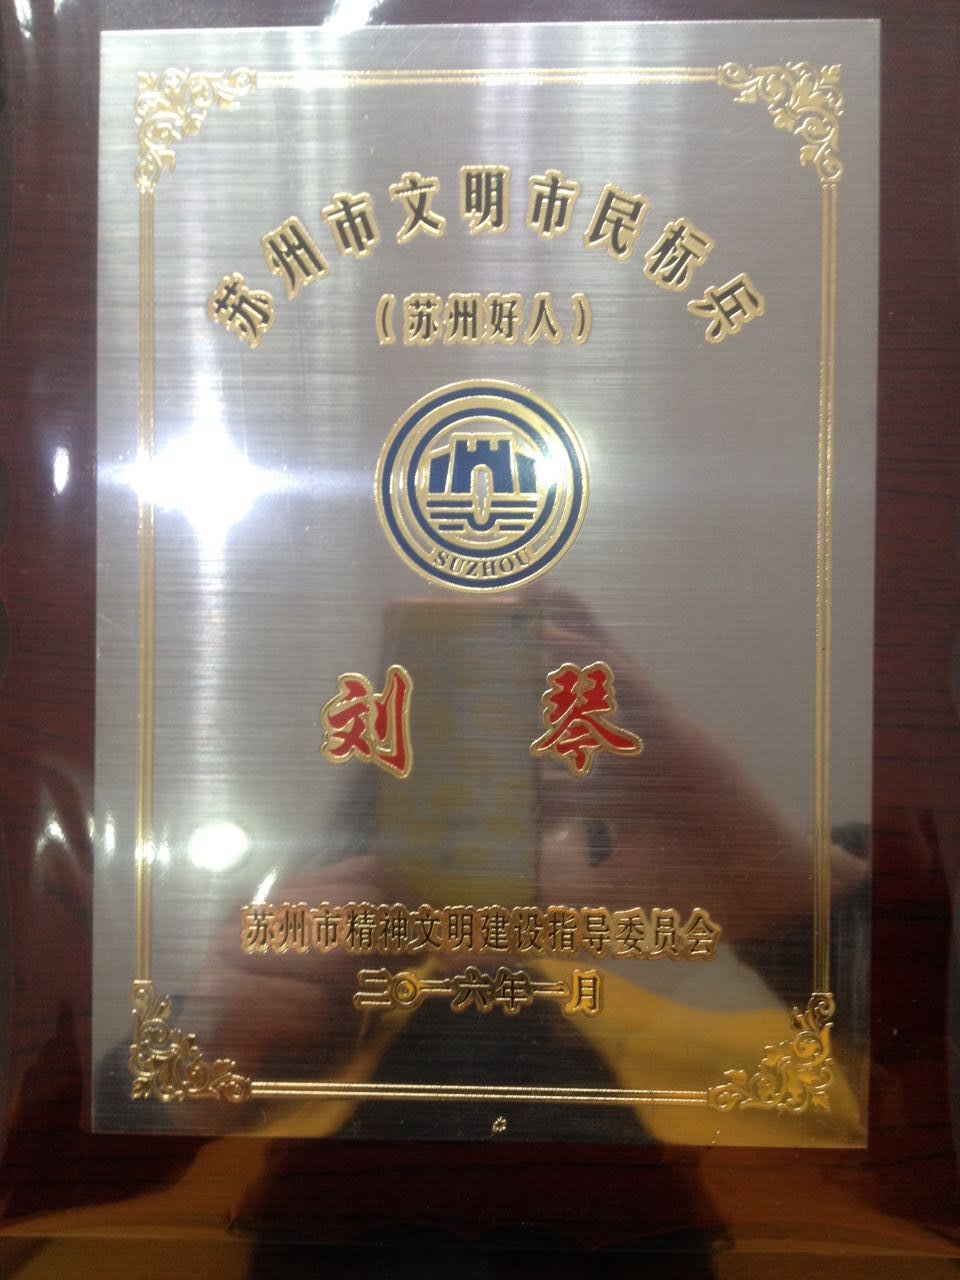 苏州市文明市民标兵
（苏州好人）
SUZHOU
刘琴
苏州市精神文明建设指导委员会
二〇一六年一月